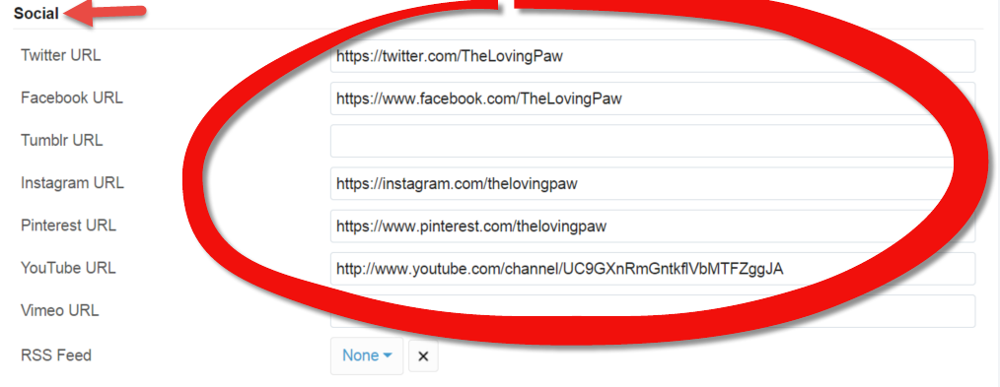 Social
Twitter URL https://twitter.com/TheLovingPaw
Facebook URL https://www.facebook.com/TheLovingPaw
Tumblr URL
Instagram URL https://instagram.com/thelovingpaw
Pinterest URL https://www.pinterest.com/thelovingpaw
YouTube URL http://www.youtube.com/channel/UC9GXnRmGntkflVbMTFZggJA
Vimeo URL
RSS Feed None ×